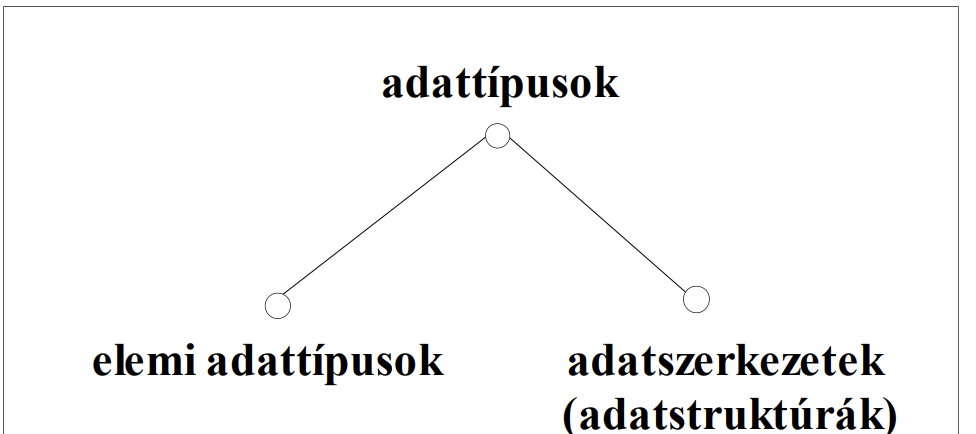 adattípusok
elemi adattípusok
adatszerkezetek
(adatstruktúrák)